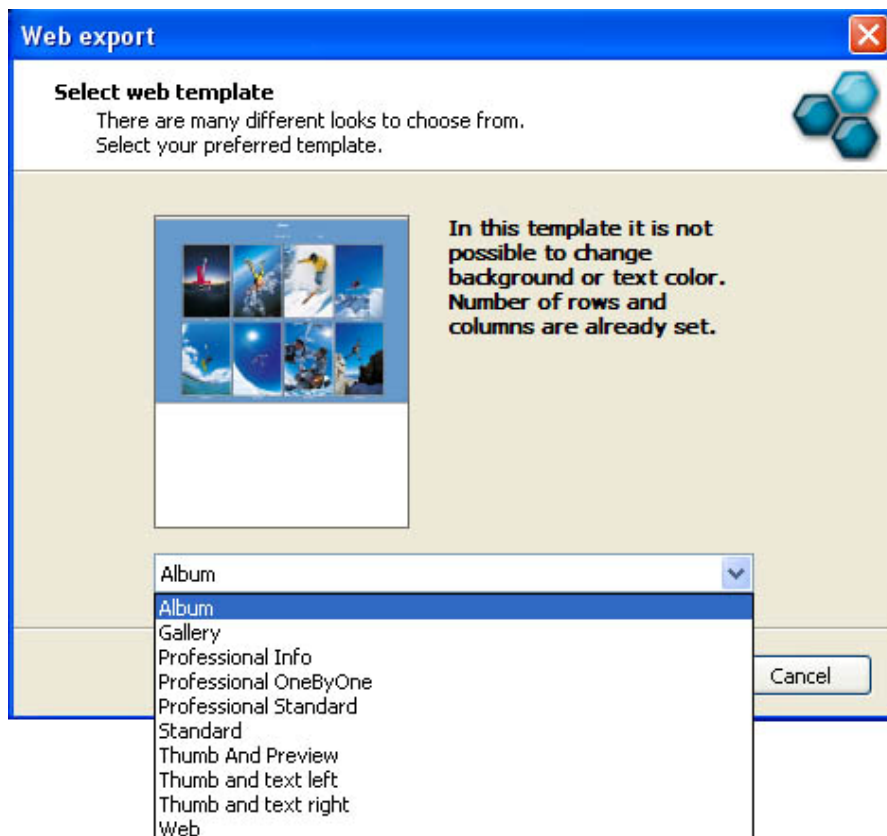 Web export
Select web template
There are many different looks to choose from.
Select your preferred template.
In this template it is not
possible to change
background or text color.
Number of rows and
columns are already set.
Album
Album
Gallery
Professional Info
Professional OneByOne
Professional Standard
Standard
Thumb And Preview
Thumb and text left
Thumb and text right
Web
Cancel